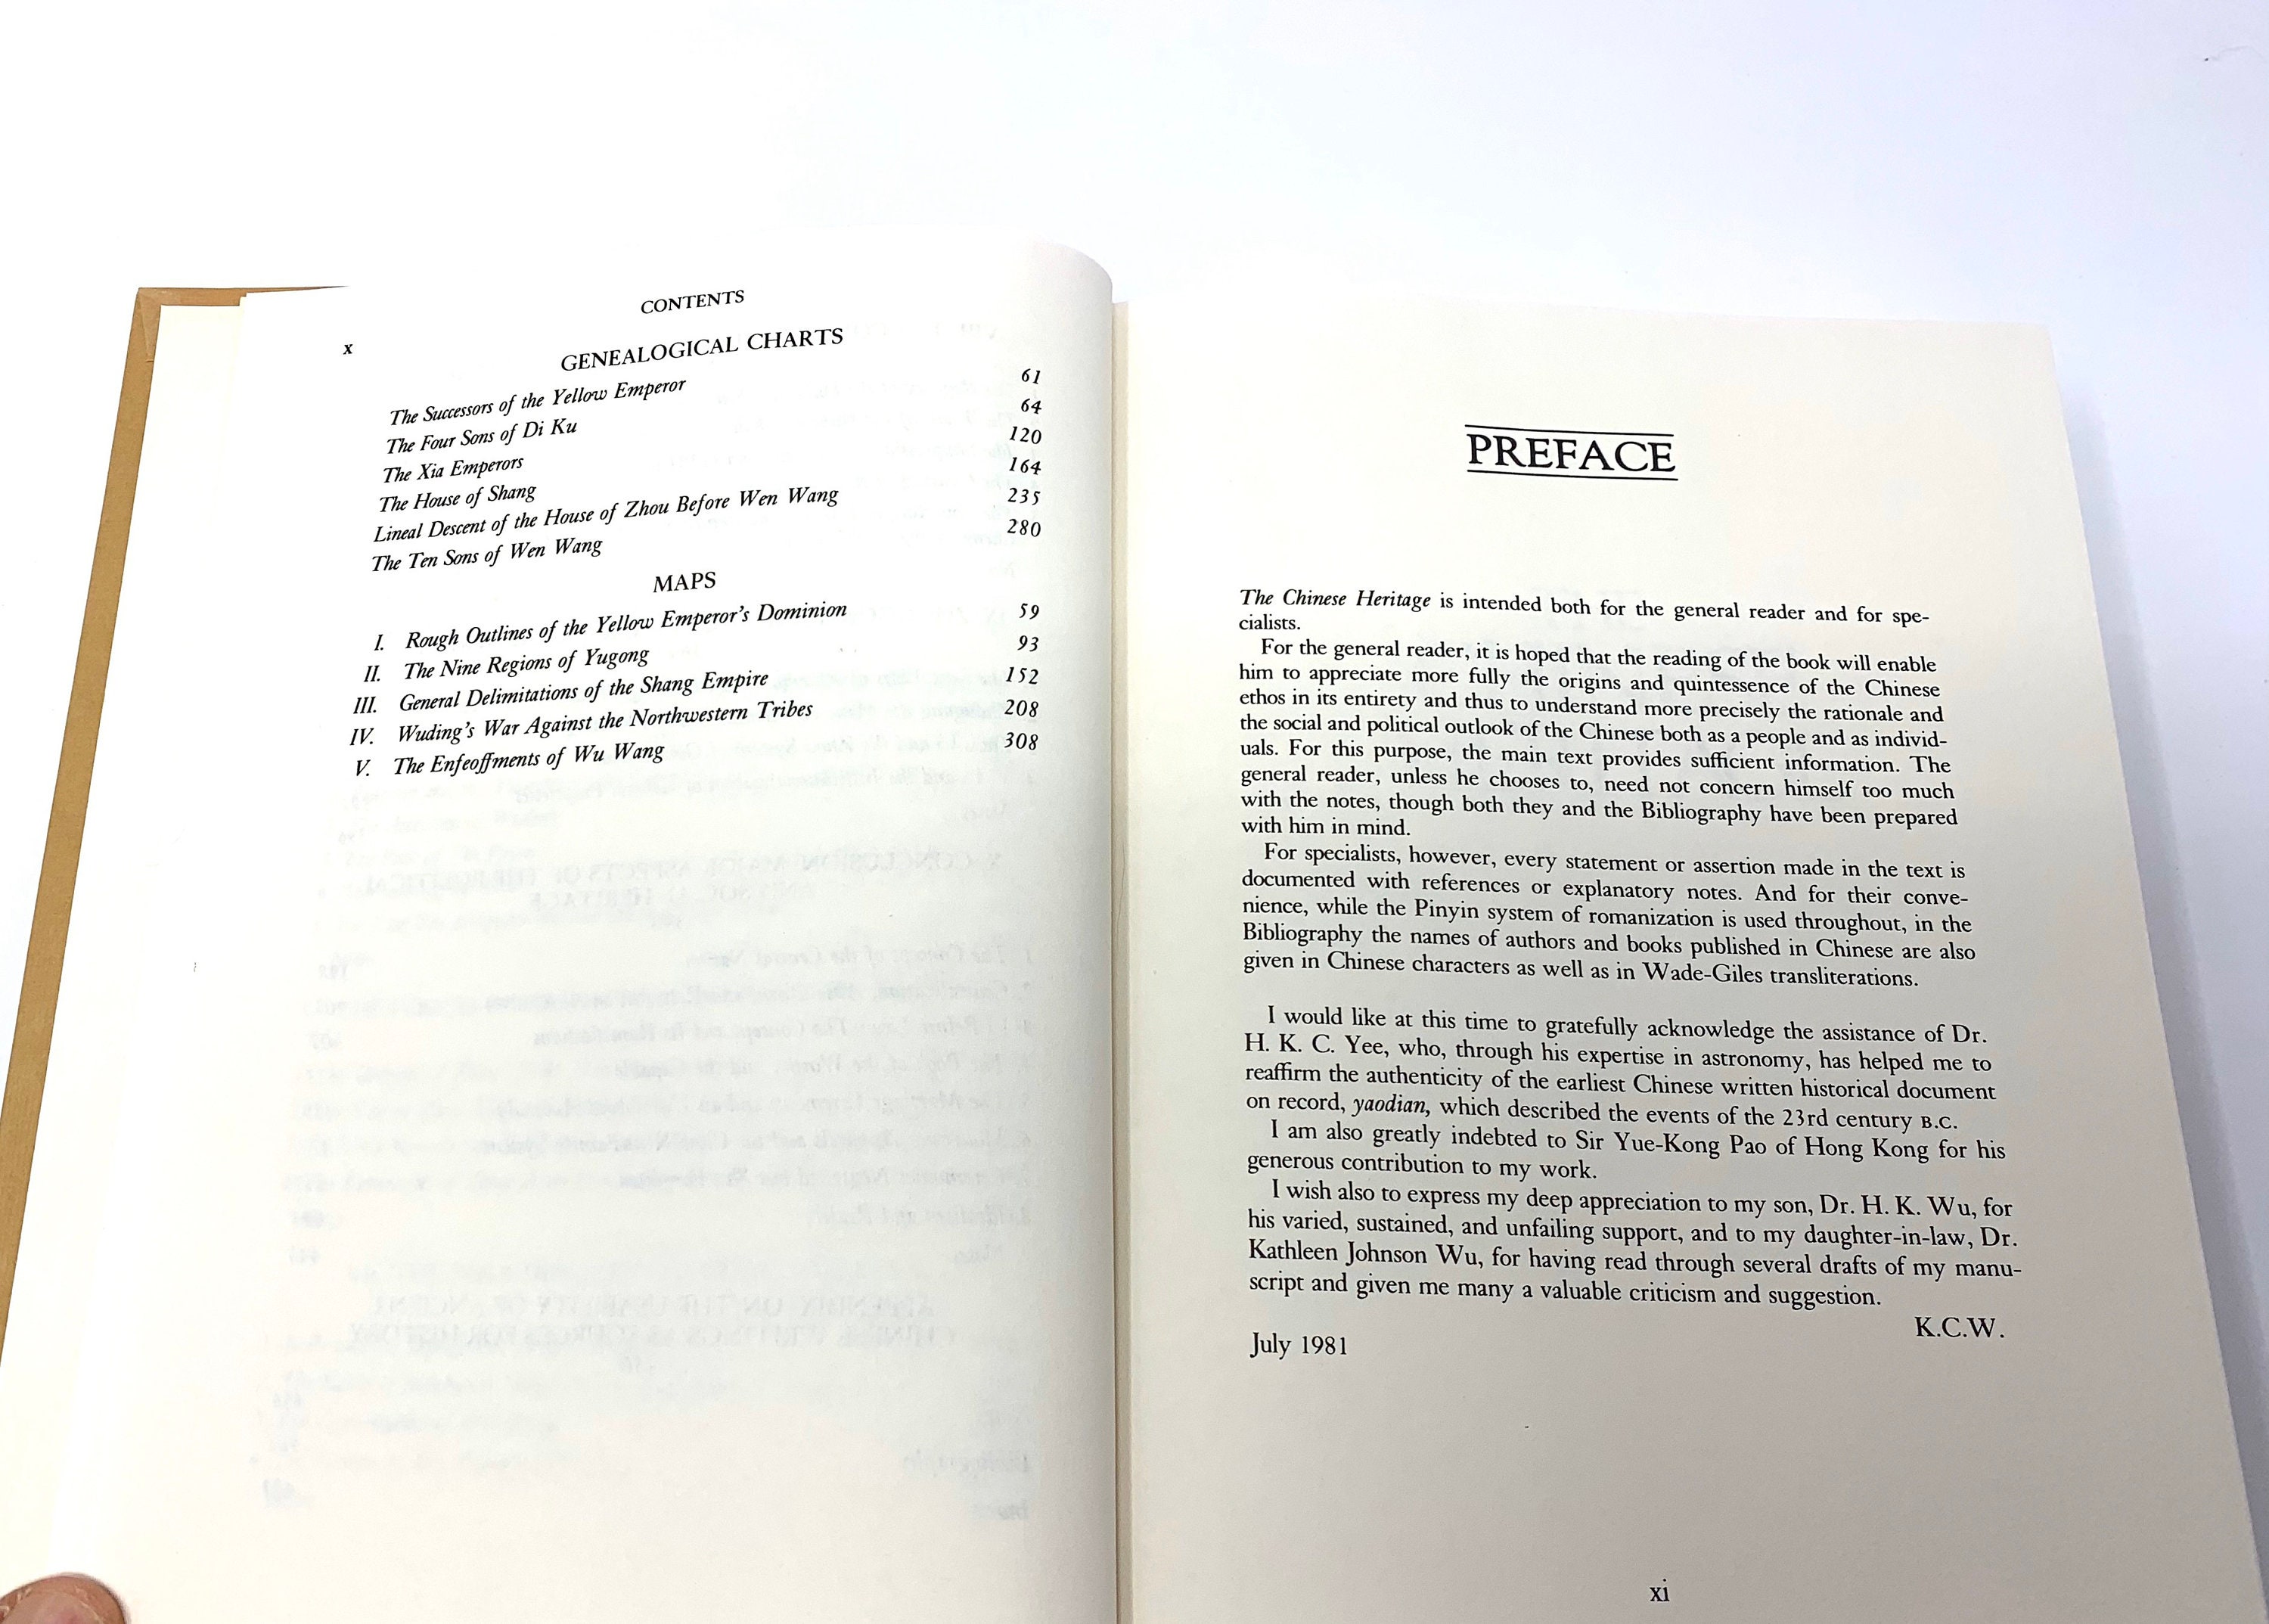 x
CONTENTS
GENEALOGICAL CHARTS
The Successors of the Yellow Emperor 61
The Four Sons of Di Ku 64
The Xia Emperors 120
The House of Shang 164
Lineal Descent of the House of Zhou Before Wen Wang 235
The Ten Sons of Wen Wang 280
MAPS
I. Rough Outlines of the Yellow Emperor's Dominion 59
II. The Nine Regions of Yugong 93
III. General Delimitations of the Shang Empire 152
IV. Wuding's War Against the Northwestern Tribes 208
V. The Enfeoffments of Wu Wang 308
PREFACE
The Chinese Heritage is intended both for the general reader and for spe-
cialists.
For the general reader, it is hoped that the reading of the book will enable
him to appreciate more fully the origins and quintessence of the Chinese
ethos in its entirety and thus to understand more precisely the rationale and
the social and political outlook of the Chinese both as a people and as individ-
uals. For this purpose, the main text provides sufficient information. The
general reader, unless he chooses to, need not concern himself too much
with the notes, though both they and the Bibliography have been prepared
with him in mind.
For specialists, however, every statement or assertion made in the text is
documented with references or explanatory notes. And for their conve-
nience, while the Pinyin system of romanization is used throughout, in the
Bibliography the names of authors and books published in Chinese are also
given in Chinese characters as well as in Wade-Giles transliterations.
I would like at this time to gratefully acknowledge the assistance of Dr.
H. K. C. Yee, who, through his expertise in astronomy, has helped me to
reaffirm the authenticity of the earliest Chinese written historical document
on record, yaodian, which described the events of the 23rd century B.C.
I am also greatly indebted to Sir Yue-Kong Pao of Hong Kong for his
generous contribution to my work.
I wish also to express my deep appreciation to my son, Dr. H. K. Wu, for
his varied, sustained, and unfailing support, and to my daughter-in-law, Dr.
Kathleen Johnson Wu, for having read through several drafts of my manu-
script and given me many a valuable criticism and suggestion.
K.C.W.
July 1981
xi